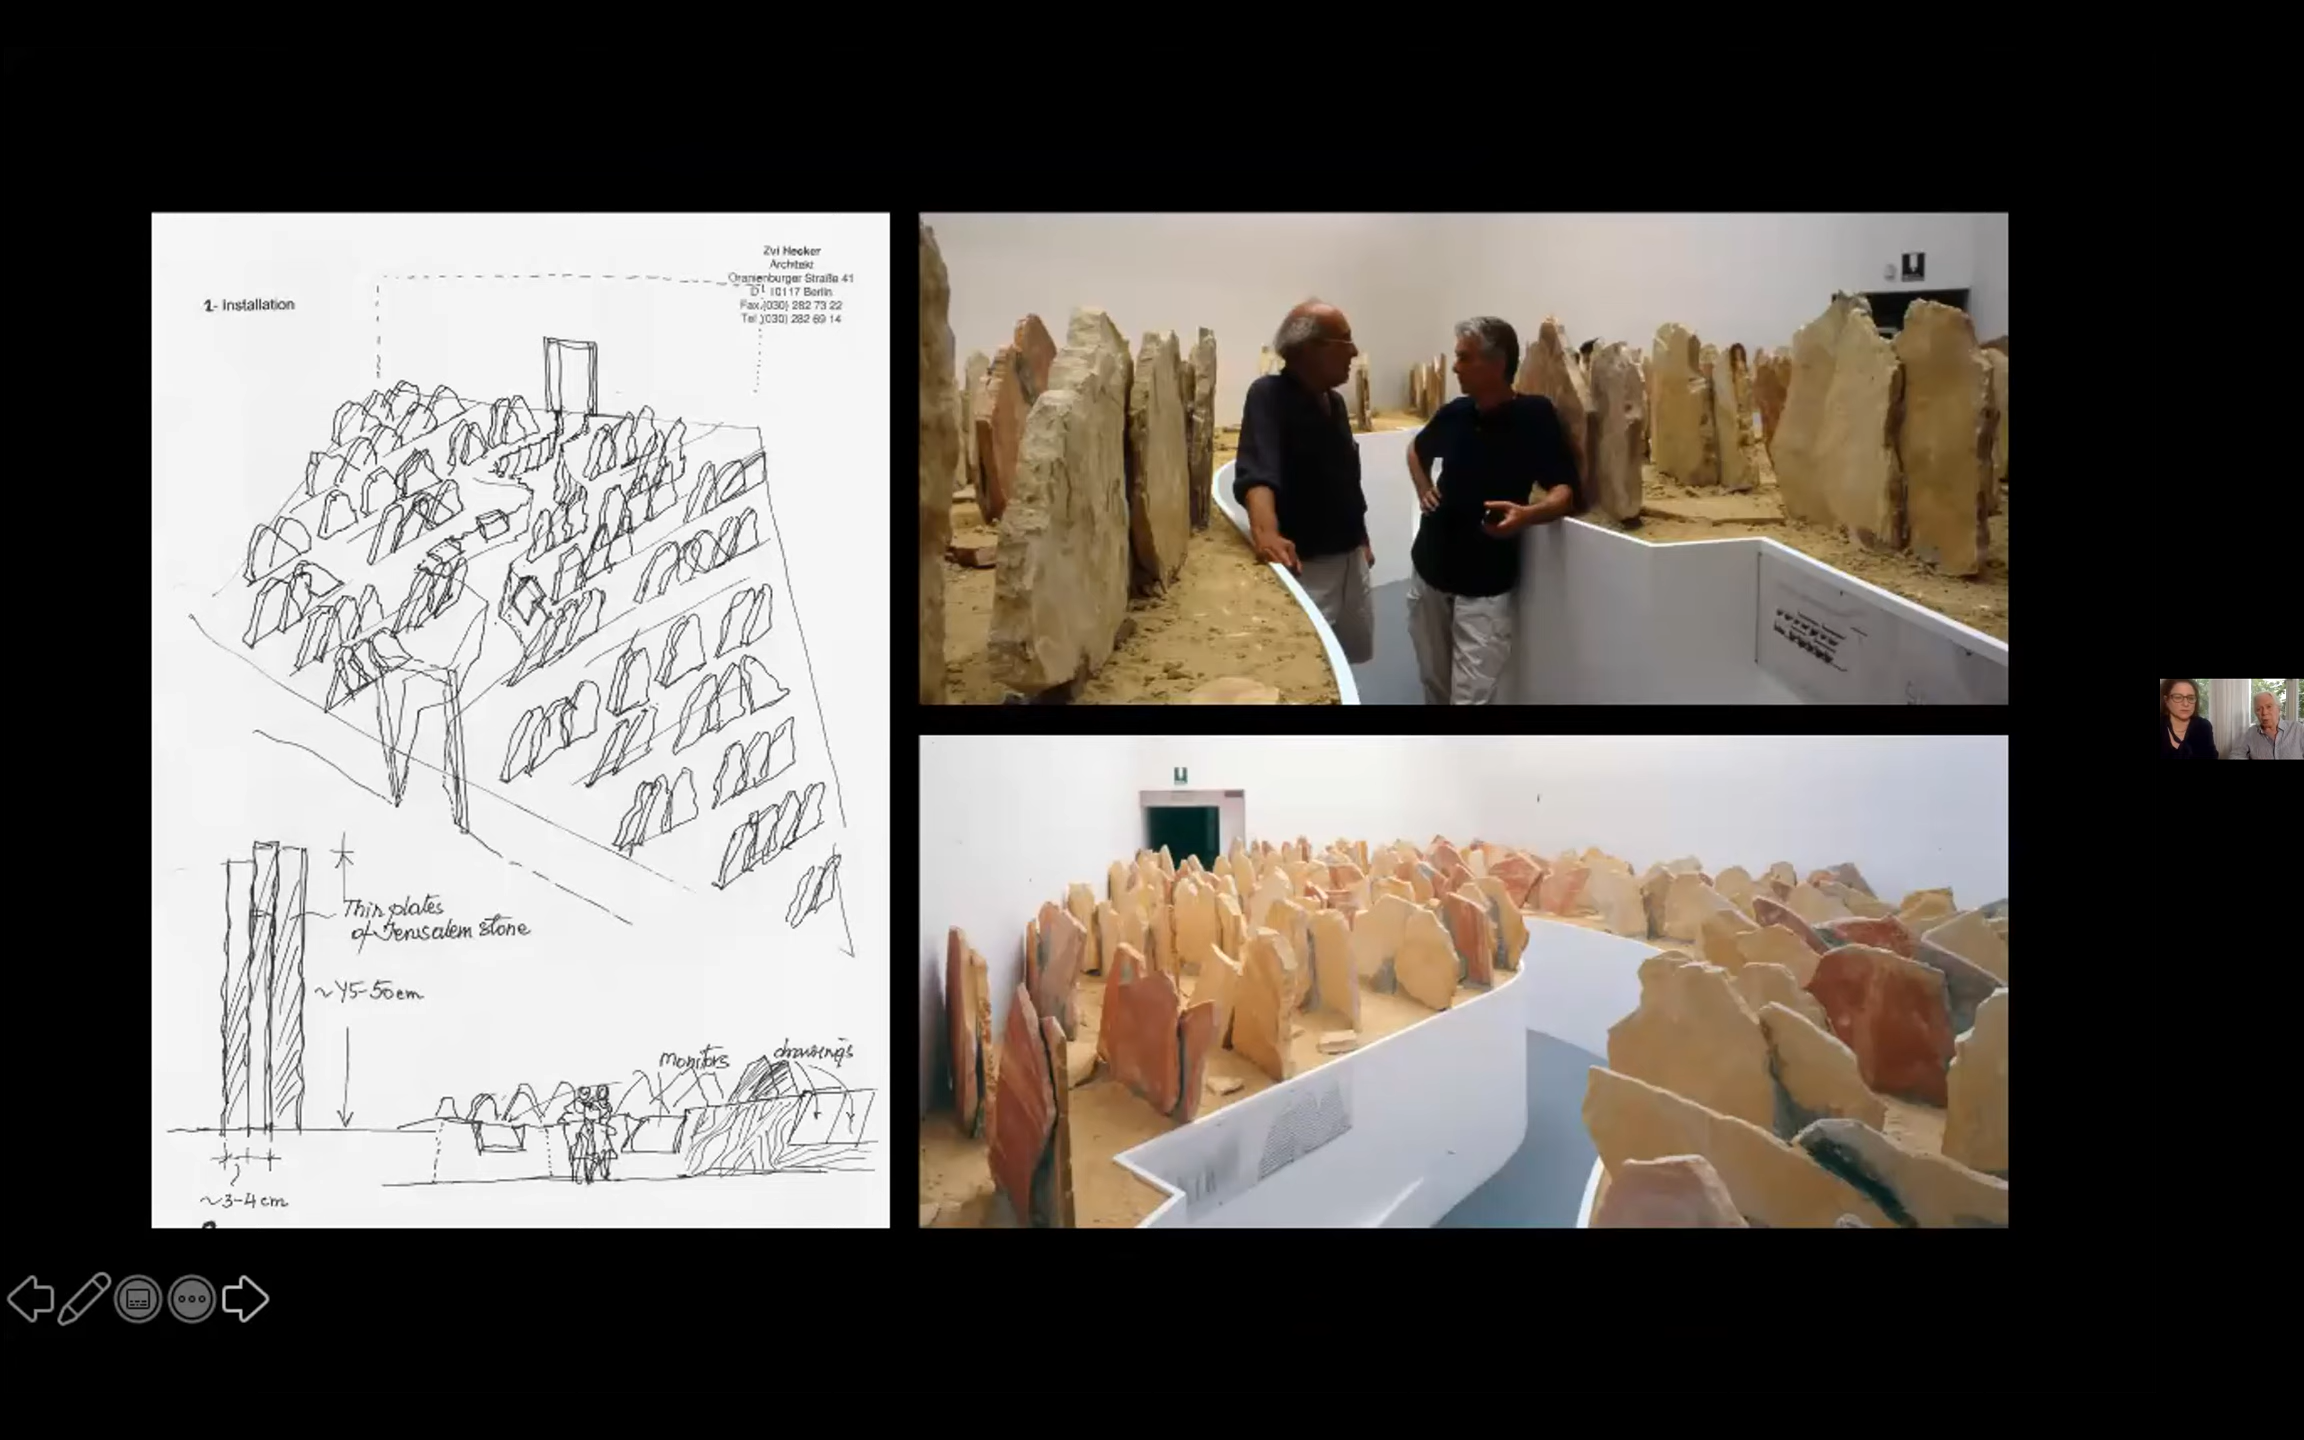 Zvi Hecker
Architekt
Oranienburger Straße 41
D 10117 Berlin
Fax.(030) 282 73 22
Tel (030) 282 69 14
1- Installation
Thin plates
of Jerusalem stone
~45-50cm
monitors drawings
~3-4cm